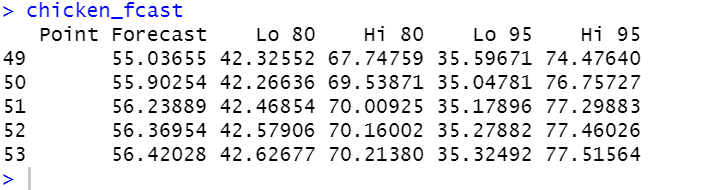 > chicken_fcast
Point Forecast Lo 80 Hi 80 Lo 95 Hi 95
49 55.03655 42.32552 67.74759 35.59671 74.47640
50 55.90254 42.26636 69.53871 35.04781 76.75727
51 56.23889 42.46854 70.00925 35.17896 77.29883
52 56.36954 42.57906 70.16002 35.27882 77.46026
53 56.42028 42.62677 70.21380 35.32492 77.51564
>